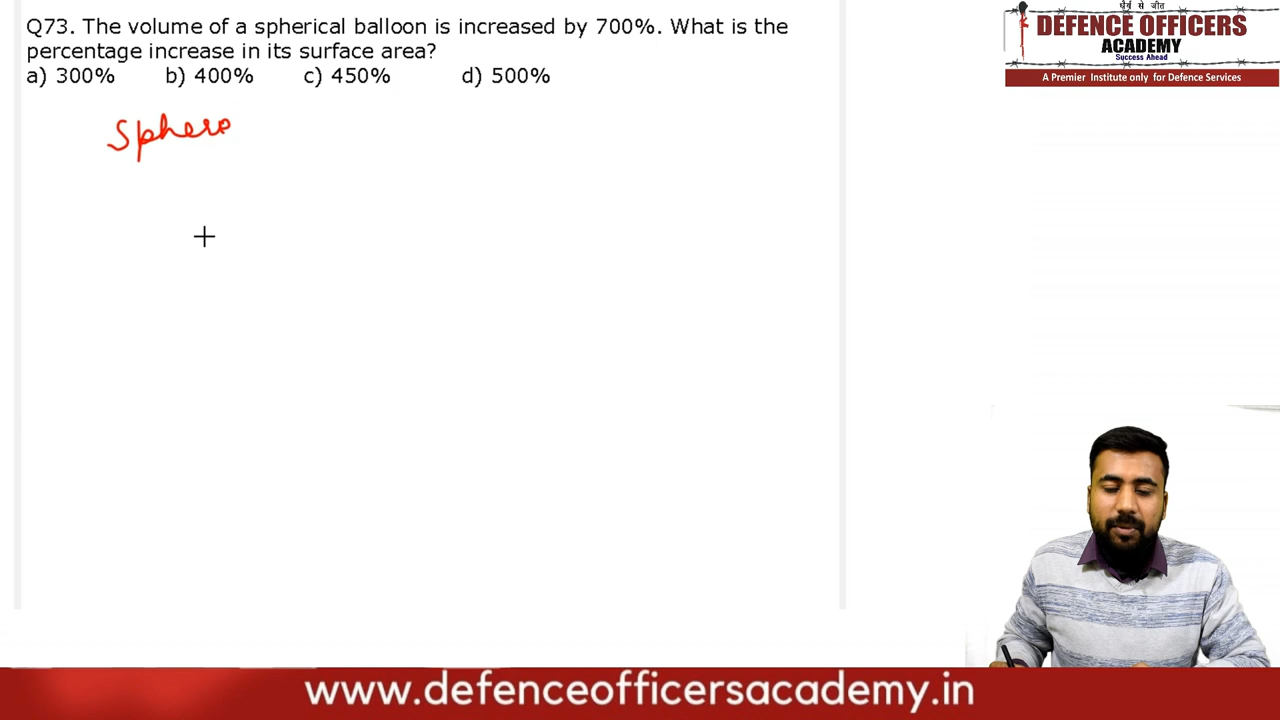 Q73. The volume of a spherical balloon is increased by 700%. What is the
percentage increase in its surface area?
a) 300% b) 400% c) 450% d) 500%
Sphere
धैर्य से जीत
DEFENCE OFFICERS
ACADEMY
Success Ahead
A Premier Institute only for Defence Services
www.defenceofficersacademy.in